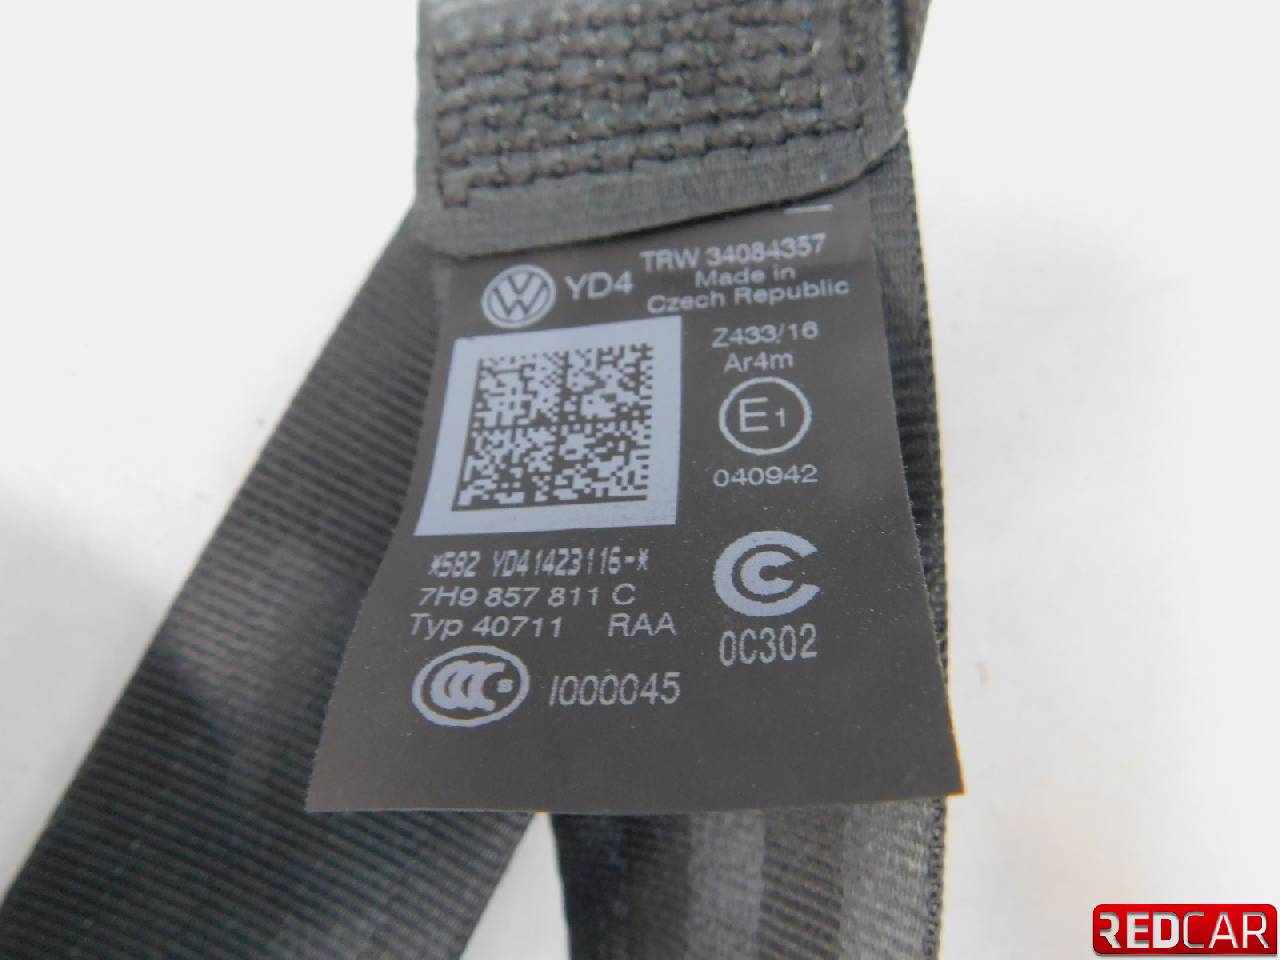 TRW 34084357
YD4
Made in
Czech Republic
Z433/16
Ar4m
E1
040942
*582 YD41423116-*
7H9 857 811 C
Typ 40711 RAA
0C302
CCC S
I000045
REDCAR